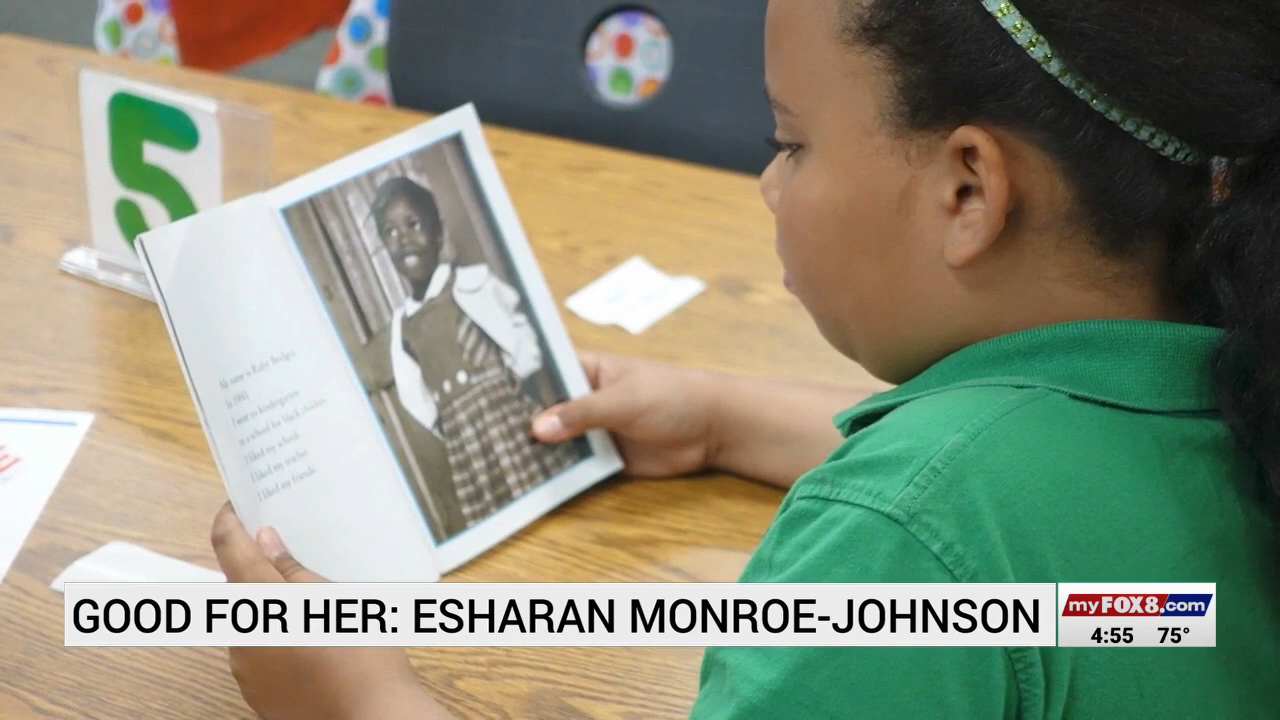 5
My name is Ruby Bridges.
In 1960,
I went to kindergarten
in a school for black children.
I liked my school.
I liked my teacher.
I liked my friends.
GOOD FOR HER: ESHARAN MONROE-JOHNSON
myFOX8.com
4:55 75°